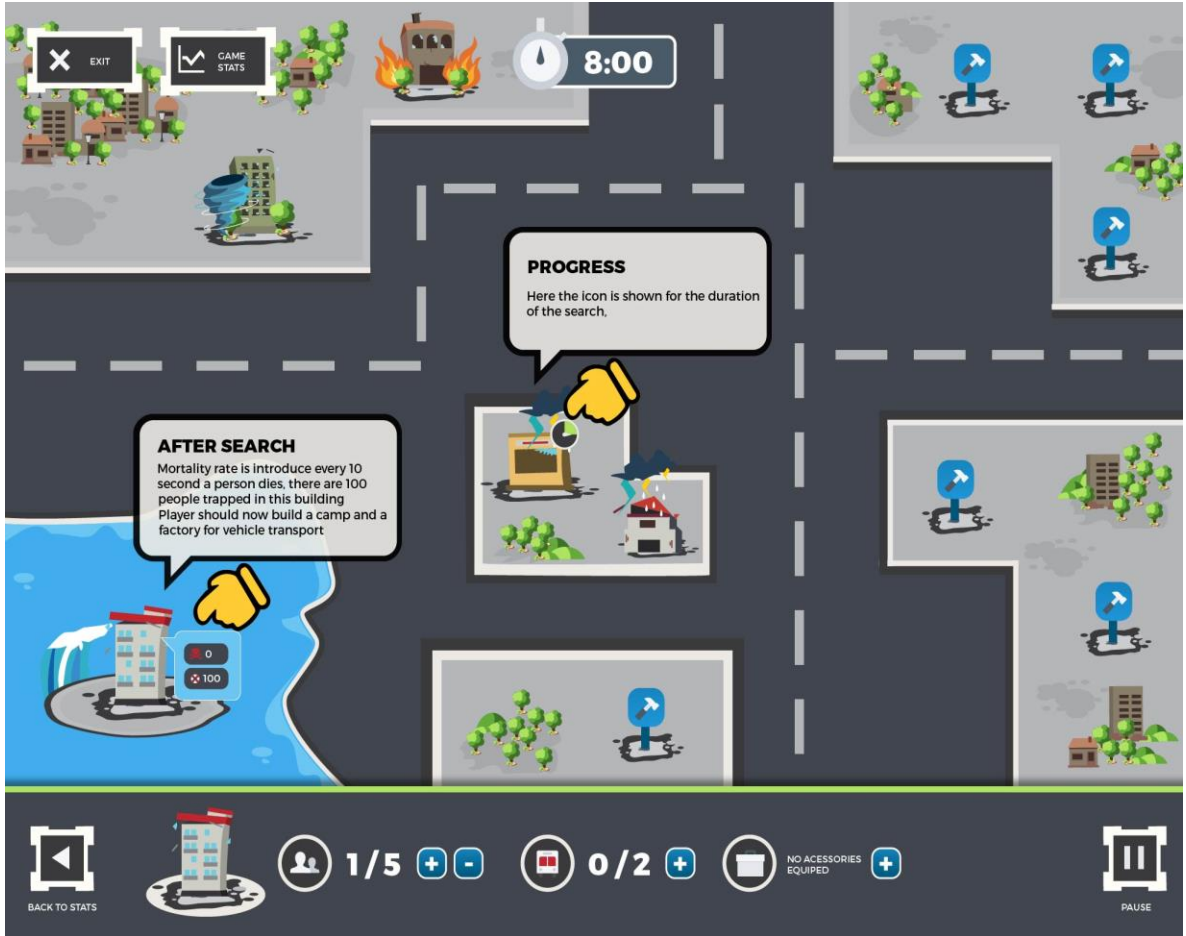 EXIT
GAME
STATS
8:00
PROGRESS
Here the icon is shown for the duration
of the search,
AFTER SEARCH
Mortality rate is introduce every 10
second a person dies, there are 100
people trapped in this building
Player should now build a camp and a
factory for vehicle transport
0
100
BACK TO STATS
1/5
+
-
0/2
+
NO ACESSORIES
EQUIPED
+
PAUSE